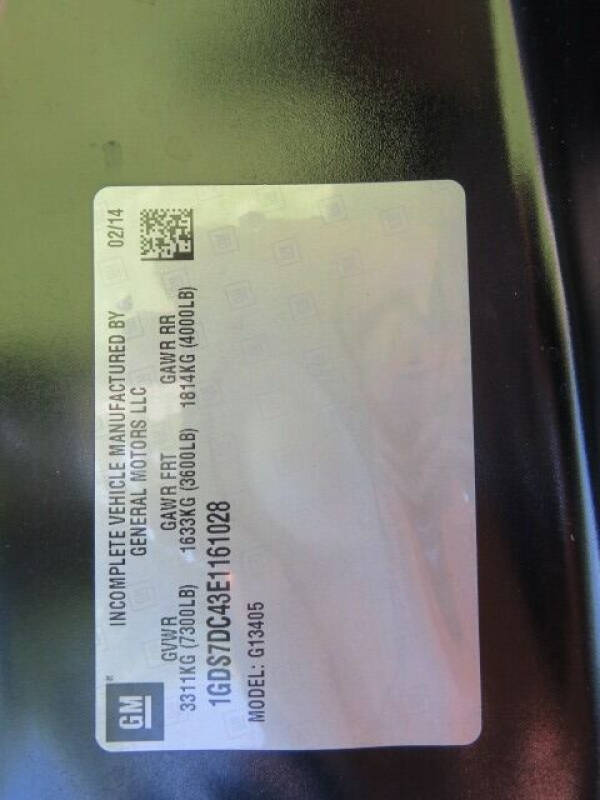 INCOMPLETE VEHICLE MANUFACTURED BY 02/14
GENERAL MOTORS LLC
GVWR GAWR FRT GAWR RR
3311KG (7300LB) 1633KG (3600LB) 1814KG (4000LB)
1GDS7DC43E1161028
MODEL: G13405
GM